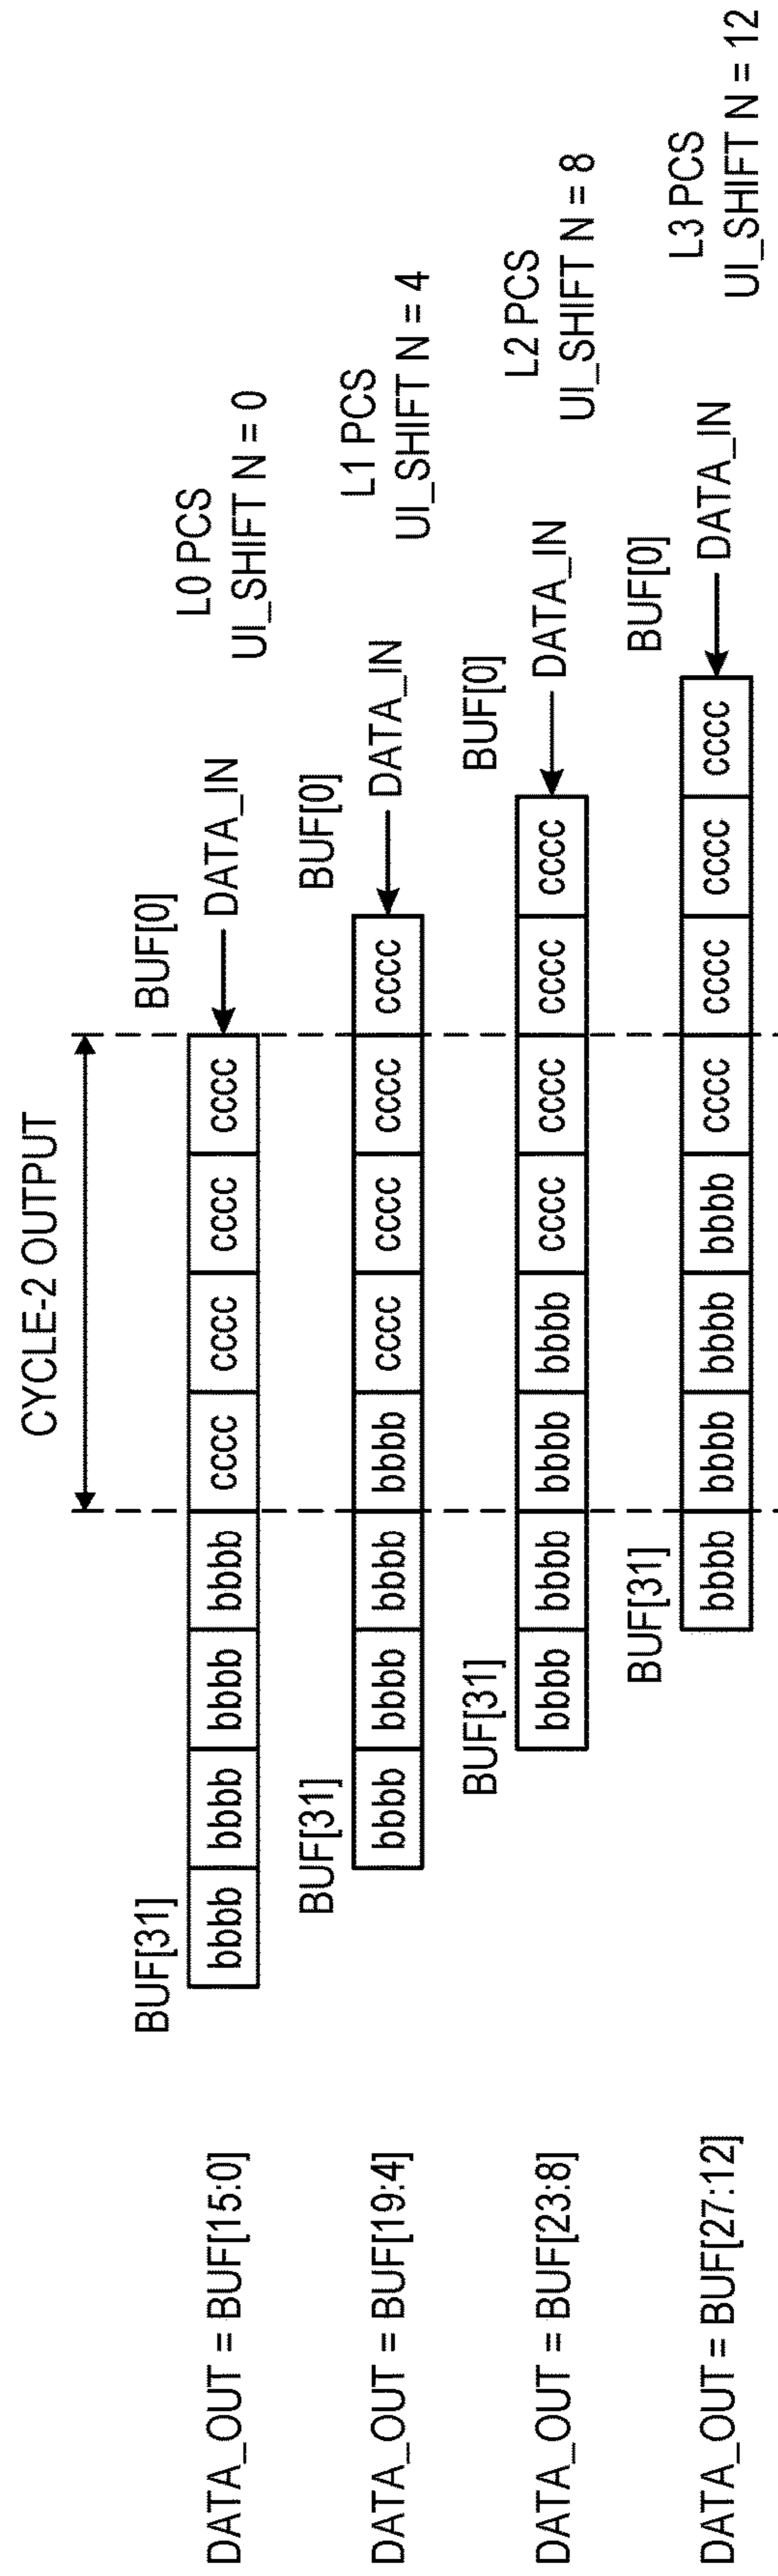 CYCLE-2 OUTPUT
DATA_OUT = BUF[15:0]
BUF[31]
bbbb bbbb bbbb bbbb cccc cccc cccc cccc
BUF[0]
DATA_IN
L0 PCS
UI_SHIFT N = 0
DATA_OUT = BUF[19:4]
BUF[31]
bbbb bbbb bbbb bbbb cccc cccc cccc cccc
BUF[0]
DATA_IN
L1 PCS
UI_SHIFT N = 4
DATA_OUT = BUF[23:8]
BUF[31]
bbbb bbbb bbbb bbbb cccc cccc cccc cccc
BUF[0]
DATA_IN
L2 PCS
UI_SHIFT N = 8
DATA_OUT = BUF[27:12]
BUF[31]
bbbb bbbb bbbb bbbb cccc cccc cccc cccc
BUF[0]
DATA_IN
L3 PCS
UI_SHIFT N = 12